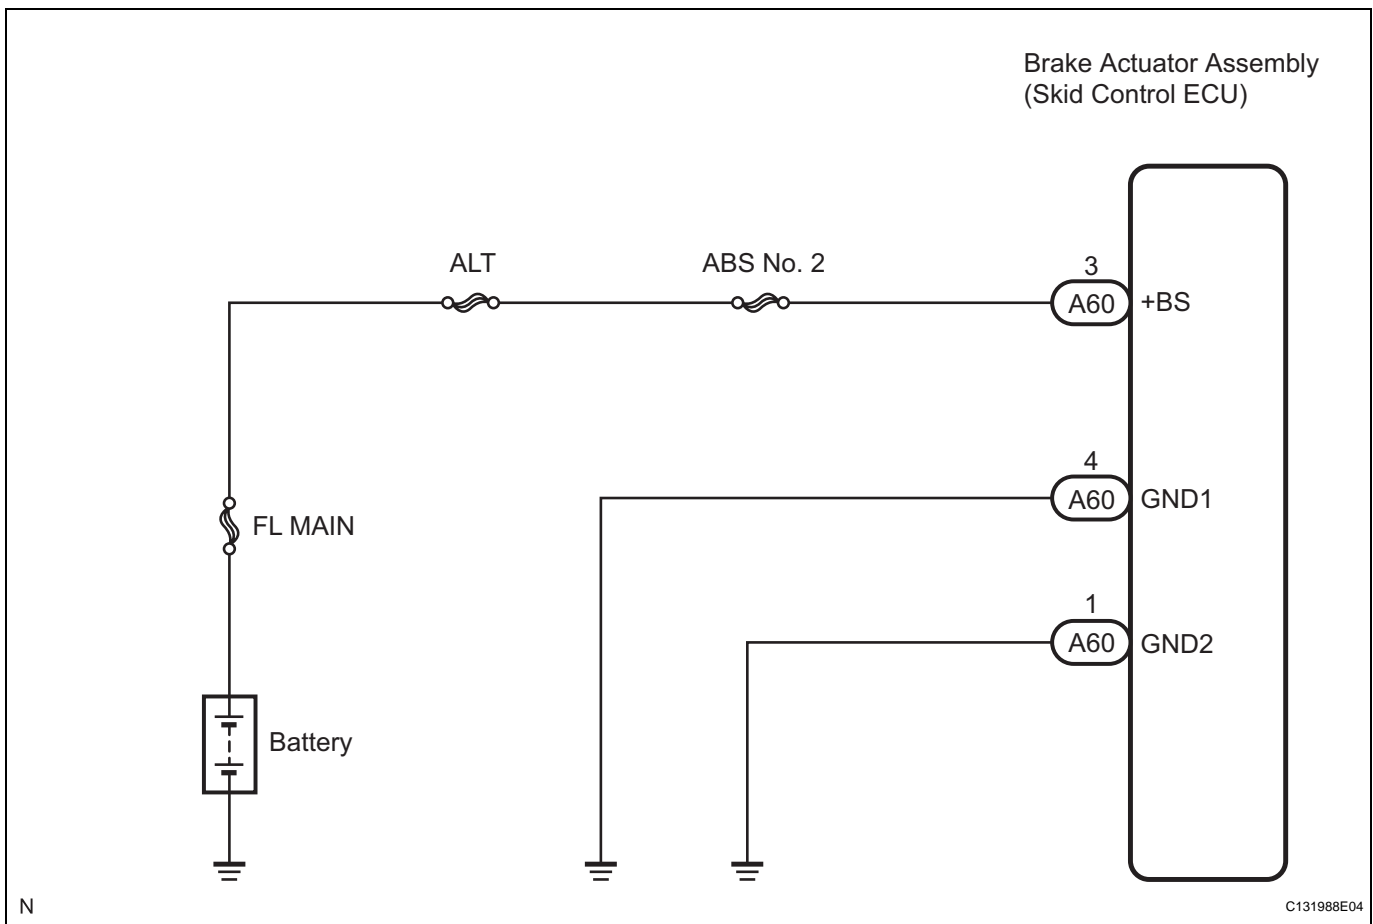 Brake Actuator Assembly
(Skid Control ECU)
ALT
ABS No. 2
3
A60
+BS
4
A60
GND1
FL MAIN
1
A60
GND2
Battery
N
C131988E04